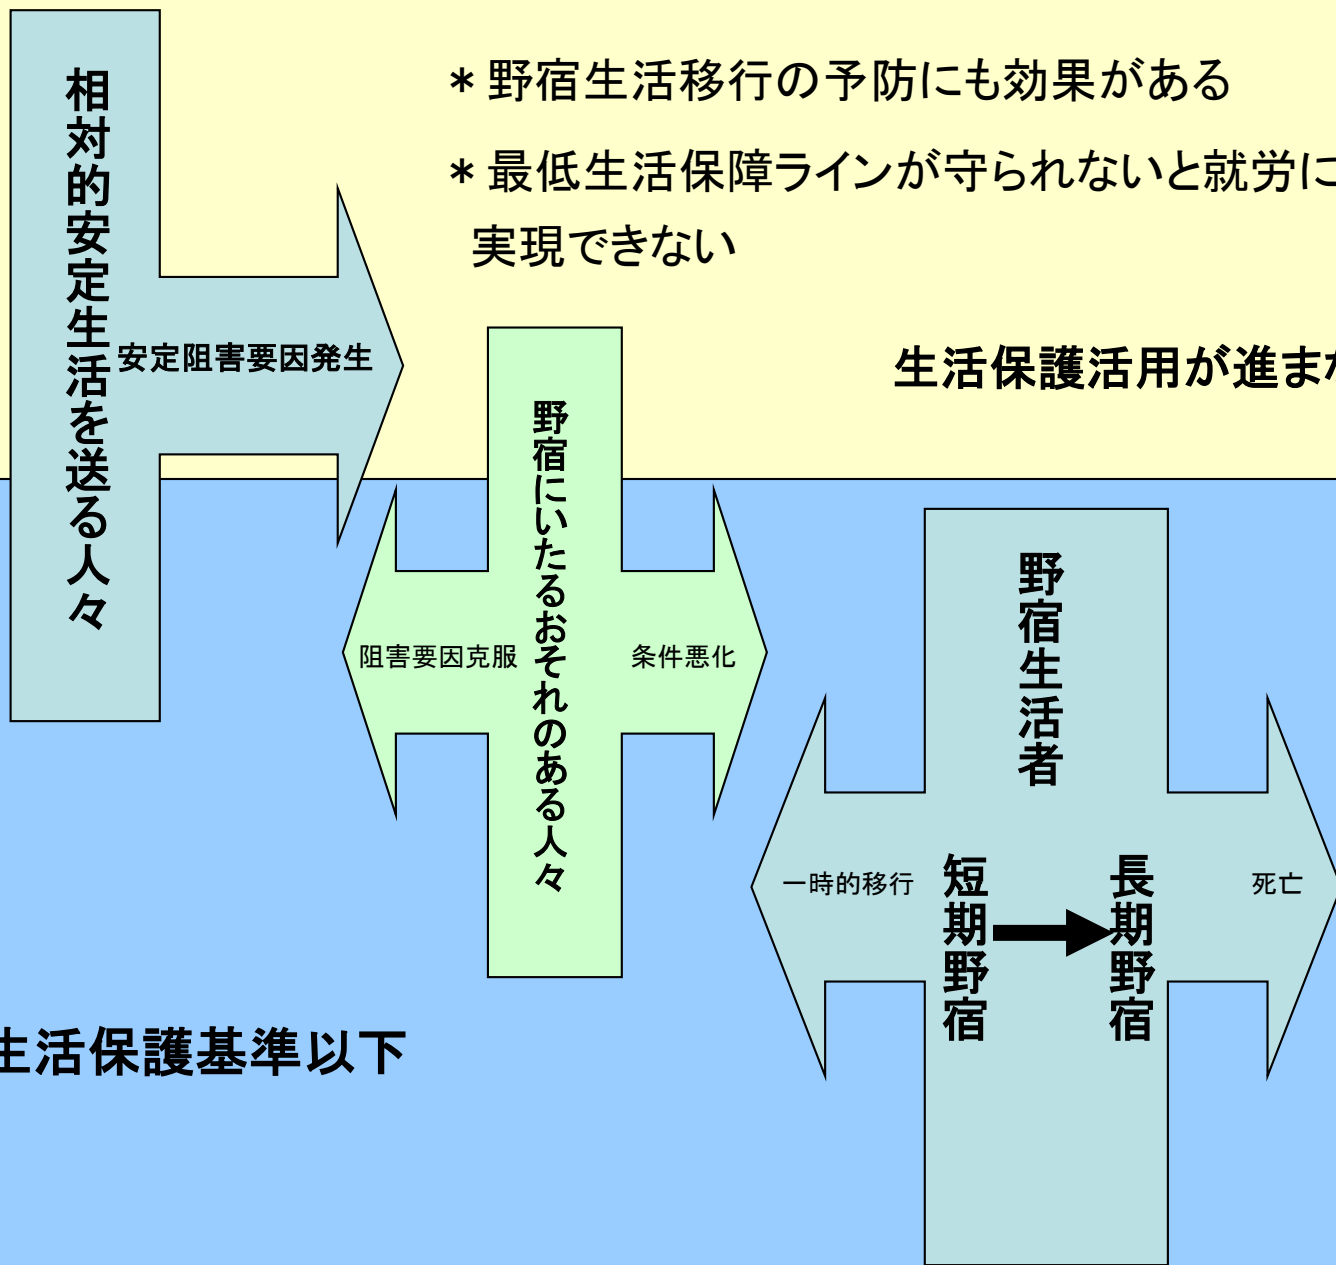 相対的安定生活を送る人々
*野宿生活移行の予防にも効果がある
*最低生活保障ラインが守られないと就労に
実現できない
安定阻害要因発生
生活保護活用が進ま
野宿にいたるおそれのある人々
阻害要因克服
条件悪化
野宿生活者
一時的移行
短期野宿
長期野宿
死亡
生活保護基準以下